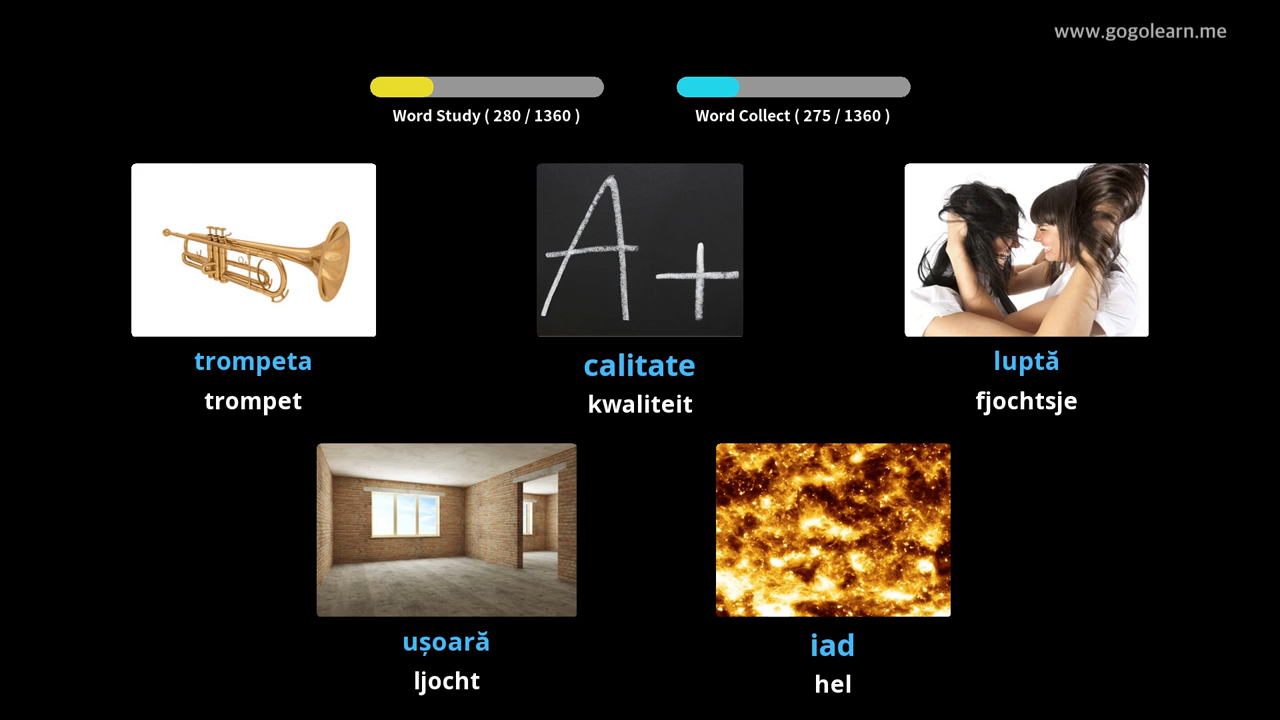 www.gogolearn.me
Word Study ( 280 / 1360 )
Word Collect ( 275 / 1360 )
A+
trompeta
trompet
calitate
kwaliteit
luptă
fjochtsje
ușoară
ljocht
iad
hel